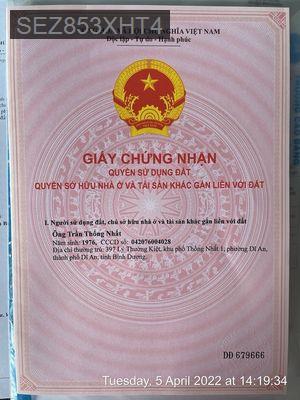 SEZ853XHT4
HỘI CHỦ NGHĨA VIỆT NAM
Độc lập - Tự do - Hạnh phúc
GIẤY CHỨNG NHẬN
QUYỀN SỬ DỤNG ĐẤT
QUYỀN SỞ HỮU NHÀ Ở VÀ TÀI SẢN KHÁC GẮN LIỀN VỚI ĐẤT
I. Người sử dụng đất, chủ sở hữu nhà ở và tài sản khác gắn liền với đất
Ông Trần Thống Nhất
Năm sinh: 1976, CCCD số: 042076004028
Địa chỉ thường trú: 397 Lý Thường Kiệt, khu phố Thống Nhất 1, phường Dĩ An,
thành phố Dĩ An, tỉnh Bình Dương.
DD 679666
Tuesday, 5 April 2022 at 14:19:34